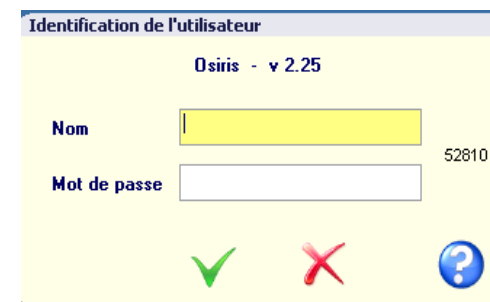 Identification de l'utilisateur
Osiris - v 2.25
Nom
52810
Mot de passe
?